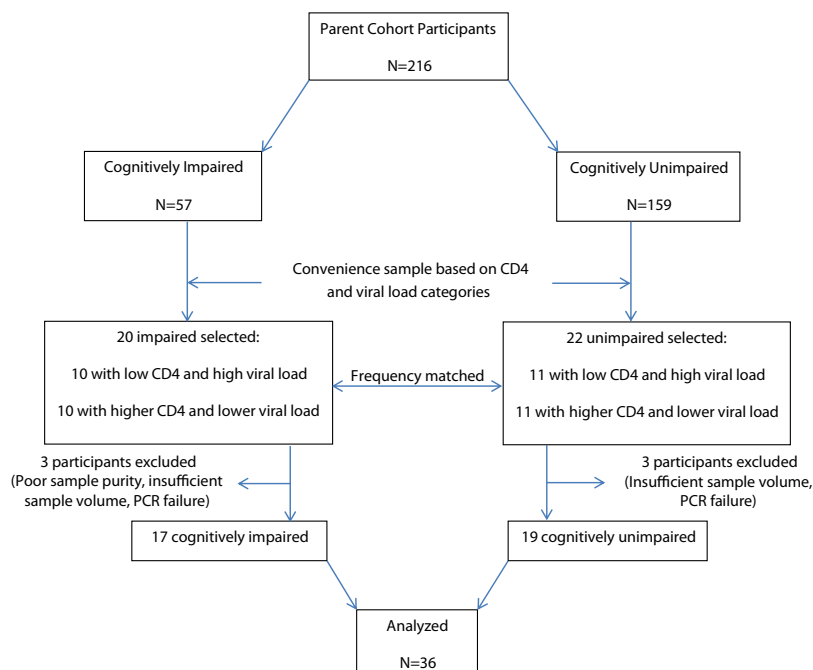 Parent Cohort Participants
N=216
Cognitively Impaired
N=57
Cognitively Unimpaired
N=159
Convenience sample based on CD4
and viral load categories
20 impaired selected:
10 with low CD4 and high viral load
10 with higher CD4 and lower viral load
Frequency matched
22 unimpaired selected:
11 with low CD4 and high viral load
11 with higher CD4 and lower viral load
3 participants excluded
(Poor sample purity, insufficient
sample volume, PCR failure)
3 participants excluded
(Insufficient sample volume,
PCR failure)
17 cognitively impaired
19 cognitively unimpaired
Analyzed
N=36